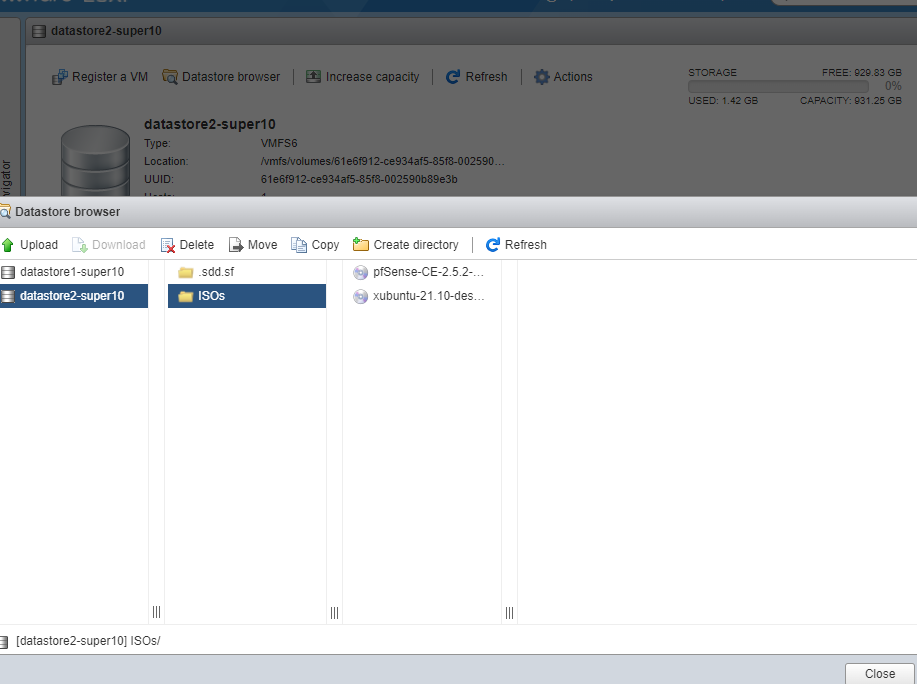 datastore2-super10
Register a VM Datastore browser Increase capacity Refresh Actions
STORAGE FREE: 929.83 GB
0%
USED: 1.42 GB CAPACITY: 931.25 GB
datastore2-super10
Type: VMFS6
Location: /vmfs/volumes/61e6f912-ce934af5-85f8-002590…
UUID: 61e6f912-ce934af5-85f8-002590b89e3b
Datastore browser
Upload Download Delete Move Copy Create directory Refresh
datastore1-super10 .sdd.sf pfSense-CE-2.5.2-…
datastore2-super10 ISOs xubuntu-21.10-des…
[datastore2-super10] ISOs/
Close